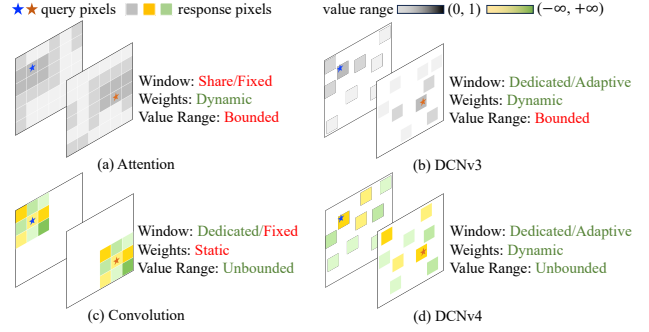 query pixels response pixels value range (0, 1) (−∞, +∞)
Window: Share/Fixed
Weights: Dynamic
Value Range: Bounded
(a) Attention
Window: Dedicated/Adaptive
Weights: Dynamic
Value Range: Bounded
(b) DCNv3
Window: Dedicated/Fixed
Weights: Static
Value Range: Unbounded
(c) Convolution
Window: Dedicated/Adaptive
Weights: Dynamic
Value Range: Unbounded
(d) DCNv4